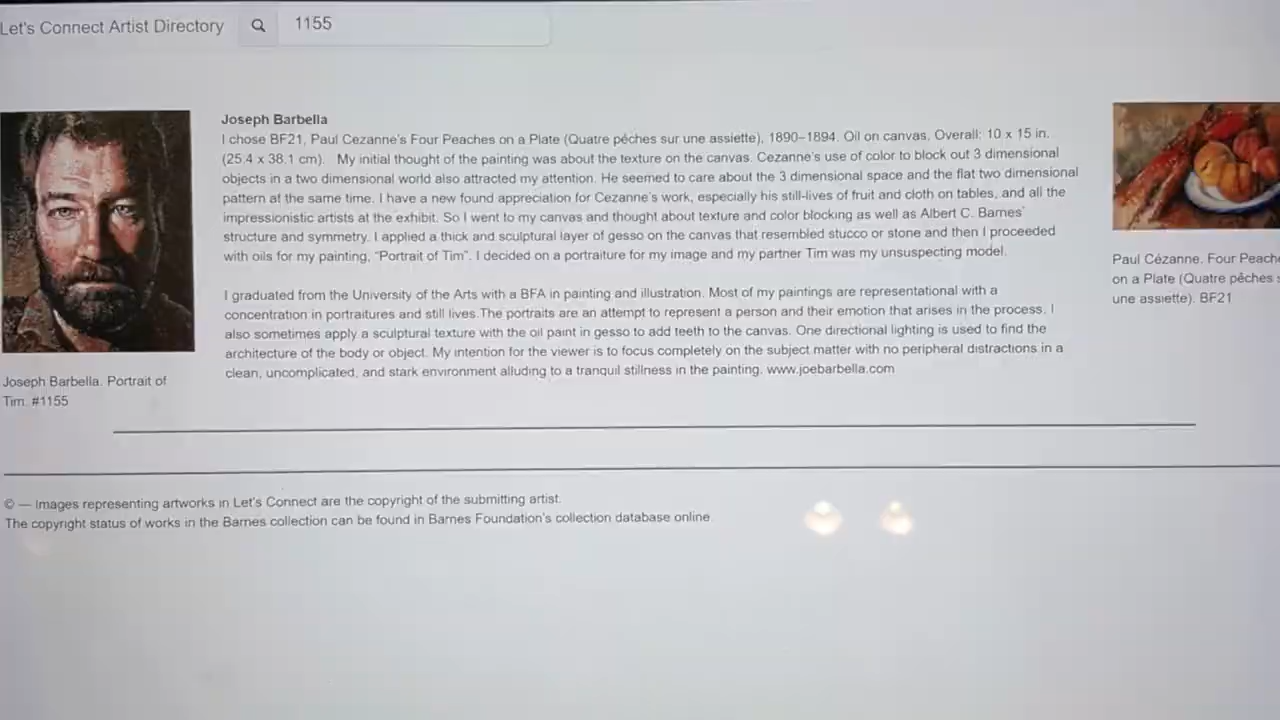 Let's Connect Artist Directory
1155
Joseph Barbella
I chose BF21, Paul Cezanne's Four Peaches on a Plate (Quatre pêches sur une assiette), 1890–1894. Oil on canvas, Overall: 10 x 15 in.
(25.4 x 38.1 cm). My initial thought of the painting was about the texture on the canvas. Cezanne's use of color to block out 3 dimensional
objects in a two dimensional world also attracted my attention. He seemed to care about the 3 dimensional space and the flat two dimensional
pattern at the same time. I have a new found appreciation for Cezanne's work, especially his still-lives of fruit and cloth on tables, and all the
impressionistic artists at the exhibit. So I went to my canvas and thought about texture and color blocking as well as Albert C. Barnes'
structure and symmetry. I applied a thick and sculptural layer of gesso on the canvas that resembled stucco or stone and then I proceeded
with oils for my painting, "Portrait of Tim". I decided on a portraiture for my image and my partner Tim was my unsuspecting model.
I graduated from the University of the Arts with a BFA in painting and illustration. Most of my paintings are representational with a
concentration in portraitures and still lives.The portraits are an attempt to represent a person and their emotion that arises in the process. I
also sometimes apply a sculptural texture with the oil paint in gesso to add teeth to the canvas. One directional lighting is used to find the
architecture of the body or object. My intention for the viewer is to focus completely on the subject matter with no peripheral distractions in a
clean, uncomplicated, and stark environment alluding to a tranquil stillness in the painting. www.joebarbella.com
Joseph Barbella. Portrait of
Tim. #1155
Paul Cézanne. Four Peach
on a Plate (Quatre pêches
une assiette). BF21
© — Images representing artworks in Let's Connect are the copyright of the submitting artist.
The copyright status of works in the Barnes collection can be found in Barnes Foundation's collection database online